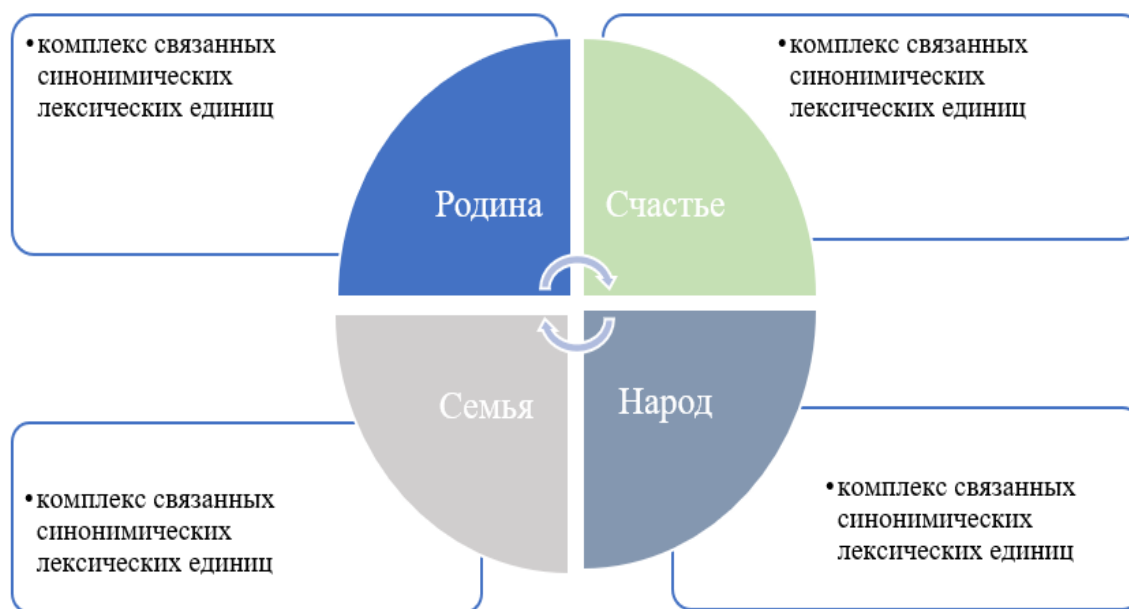 •комплекс связанных
синонимических
лексических единиц
•комплекс связанных
синонимических
лексических единиц
Родина
Счастье
Семья
Народ
•комплекс связанных
синонимических
лексических единиц
•комплекс связанных
синонимических
лексических единиц